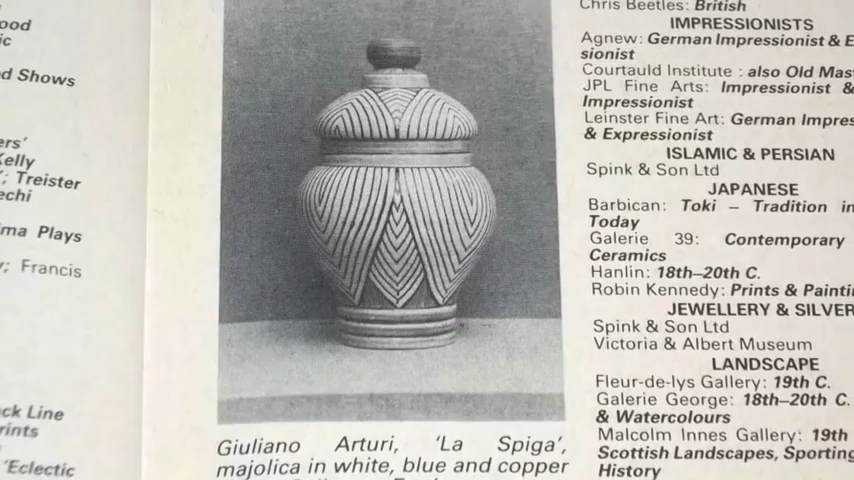 ood
ic
d Shows
ers'
Kelly
'; Treister
echi
ma Plays
y; Francis
ck Line
rints
'Eclectic
Giuliano Arturi, 'La Spiga',
majolica in white, blue and copper
Chris Beetles: British
IMPRESSIONISTS
Agnew: German Impressionist & E
sionist
Courtauld Institute : also Old Mast
JPL Fine Arts: Impressionist &
Impressionist
Leinster Fine Art: German Impres
& Expressionist
ISLAMIC & PERSIAN
Spink & Son Ltd
JAPANESE
Barbican: Toki – Tradition in
Today
Galerie 39: Contemporary
Ceramics
Hanlin: 18th–20th C.
Robin Kennedy: Prints & Paintin
JEWELLERY & SILVER
Spink & Son Ltd
Victoria & Albert Museum
LANDSCAPE
Fleur-de-lys Gallery: 19th C.
Galerie George: 18th–20th C.
& Watercolours
Malcolm Innes Gallery: 19th
Scottish Landscapes, Sporting
History